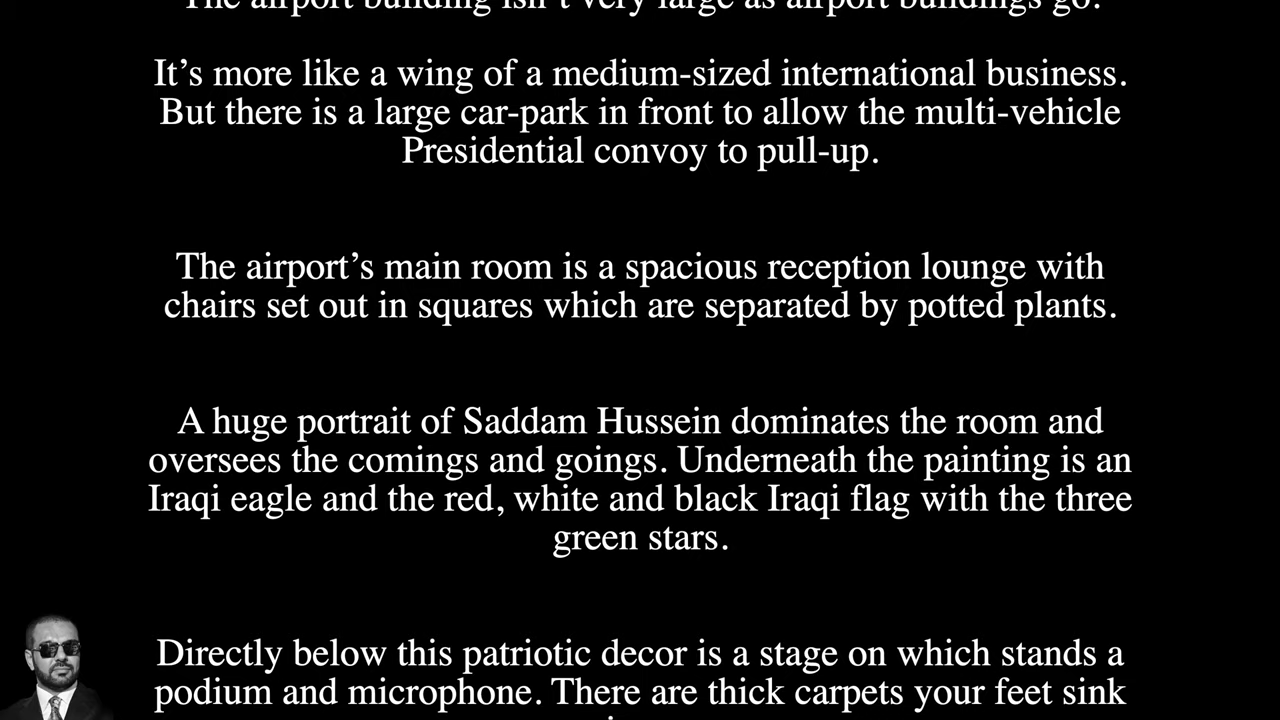 The airport building isn't very large as airport buildings go.
It’s more like a wing of a medium-sized international business.
But there is a large car-park in front to allow the multi-vehicle
Presidential convoy to pull-up.
The airport’s main room is a spacious reception lounge with
chairs set out in squares which are separated by potted plants.
A huge portrait of Saddam Hussein dominates the room and
oversees the comings and goings. Underneath the painting is an
Iraqi eagle and the red, white and black Iraqi flag with the three
green stars.
Directly below this patriotic decor is a stage on which stands a
podium and microphone. There are thick carpets your feet sink